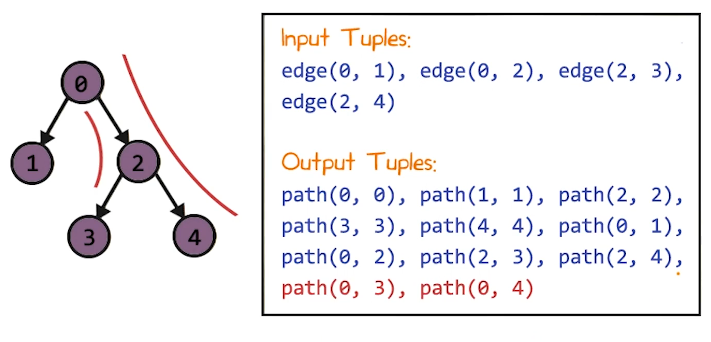 0
1
2
3
4
Input Tuples:
edge(0, 1), edge(0, 2), edge(2, 3),
edge(2, 4)
Output Tuples:
path(0, 0), path(1, 1), path(2, 2),
path(3, 3), path(4, 4), path(0, 1),
path(0, 2), path(2, 3), path(2, 4),
path(0, 3), path(0, 4)